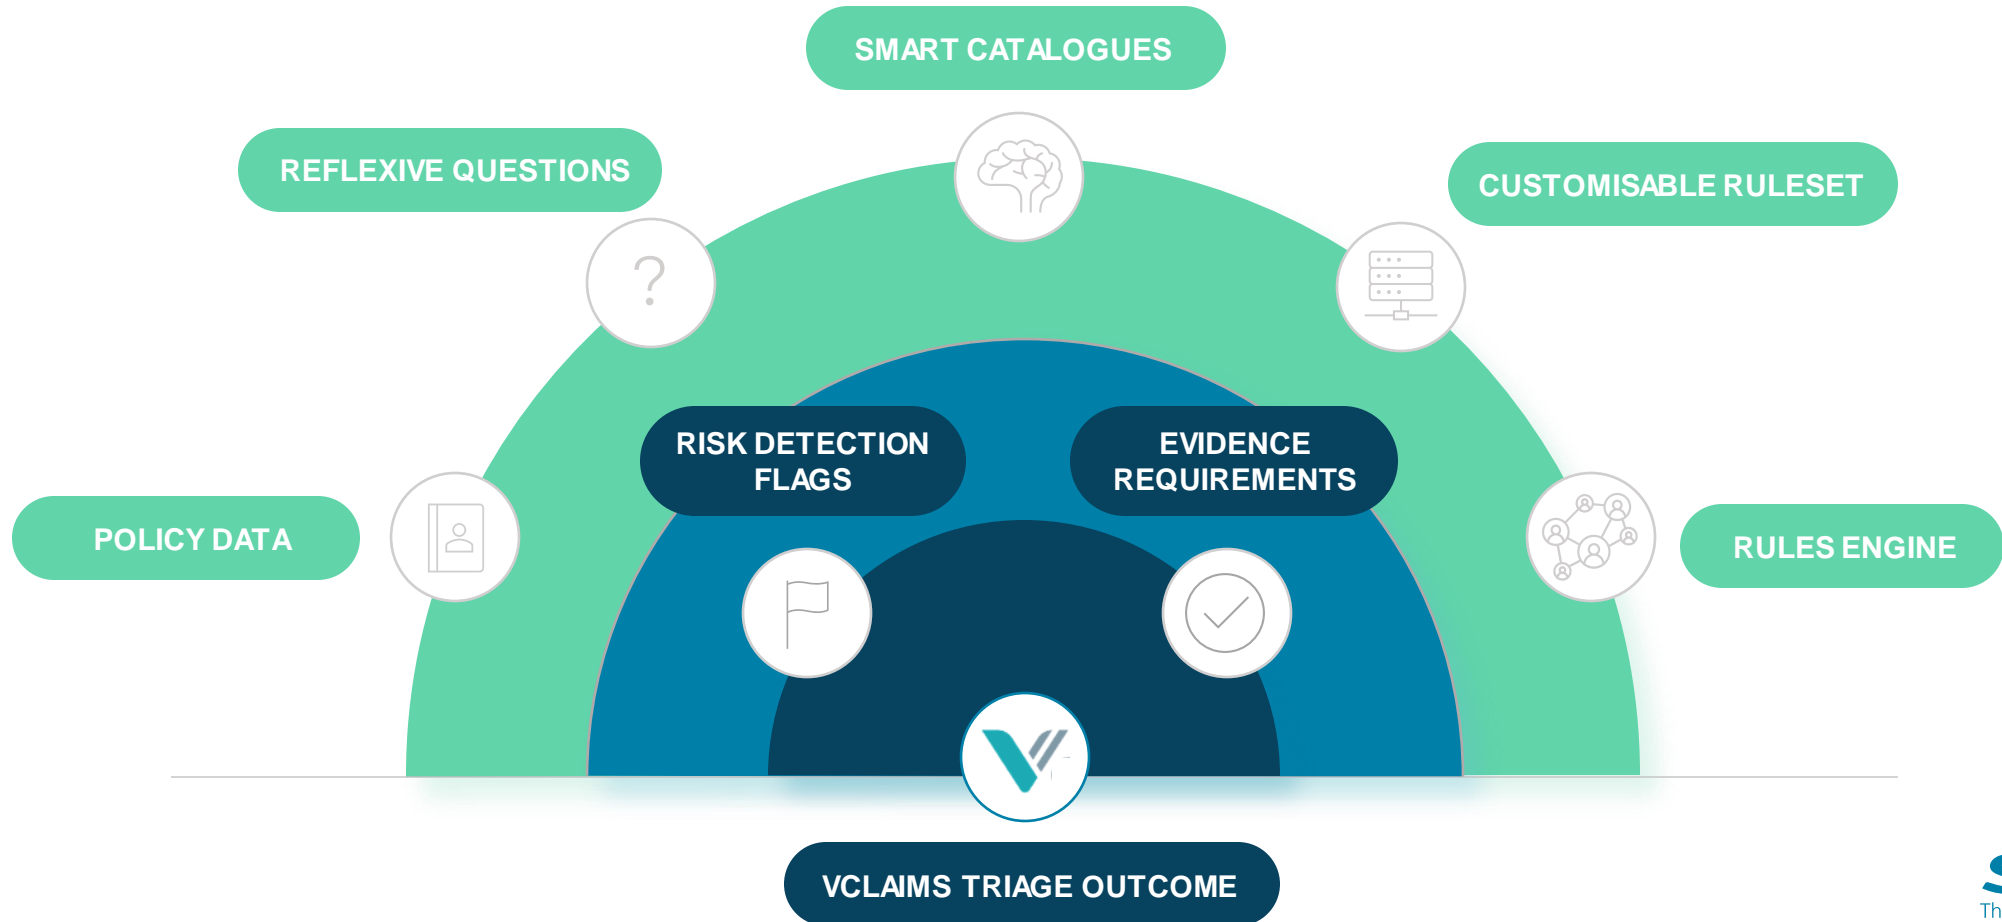 SMART CATALOGUES
REFLEXIVE QUESTIONS
CUSTOMISABLE RULESET
?
RISK DETECTION
FLAGS
EVIDENCE
REQUIREMENTS
POLICY DATA
RULES ENGINE
VCLAIMS TRIAGE OUTCOME